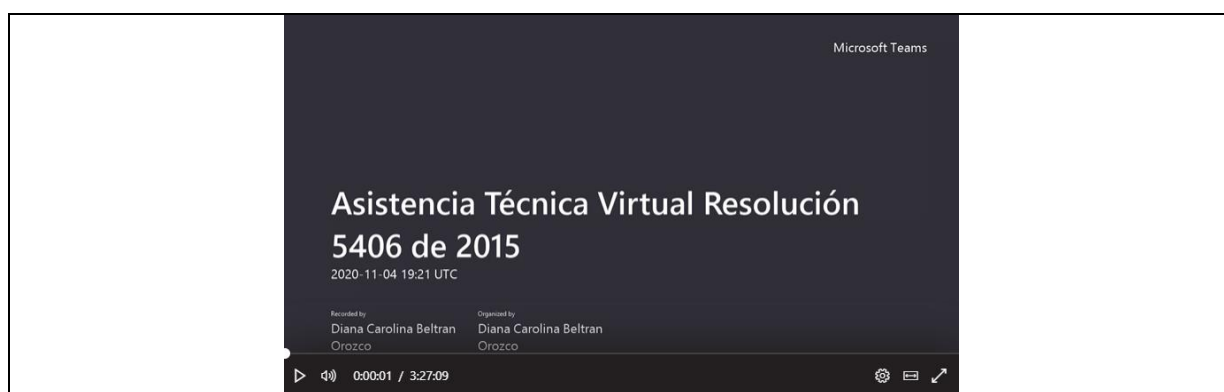 Microsoft Teams
Asistencia Técnica Virtual Resolución
5406 de 2015
2020-11-04 19:21 UTC
Recorded by
Organized by
Diana Carolina Beltran
Diana Carolina Beltran
Orozco
Orozco
0:00:01 / 3:27:09